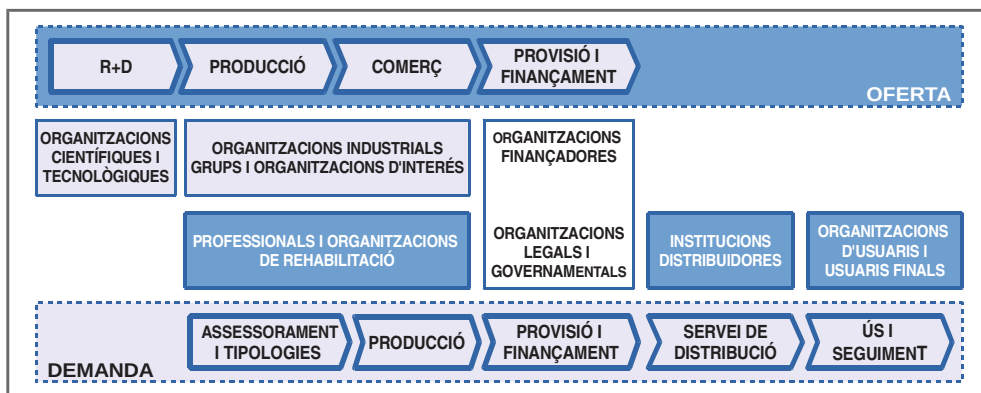 R+D
PRODUCCIÓ
COMERÇ
PROVISIÓ I
FINANÇAMENT
OFERTA
ORGANITZACIONS
CIENTÍFIQUES I
TECNOLÒGIQUES
ORGANITZACIONS INDUSTRIALS
GRUPS I ORGANITZACIONS D'INTERÉS
ORGANITZACIONS
FINANÇADORES
PROFESSIONALS I ORGANITZACIONS
DE REHABILITACIÓ
ORGANITZACIONS
LEGALS I
GOVERNAMENTALS
INSTITUCIONS
DISTRIBUIDORES
ORGANITZACIONS
D'USUARIS I
USUARIS FINALS
ASSESSORAMENT
I TIPOLOGIES
PRODUCCIÓ
PROVISIÓ I
FINANÇAMENT
SERVEI DE
DISTRIBUCIÓ
ÚS I
SEGUIMENT
DEMANDA